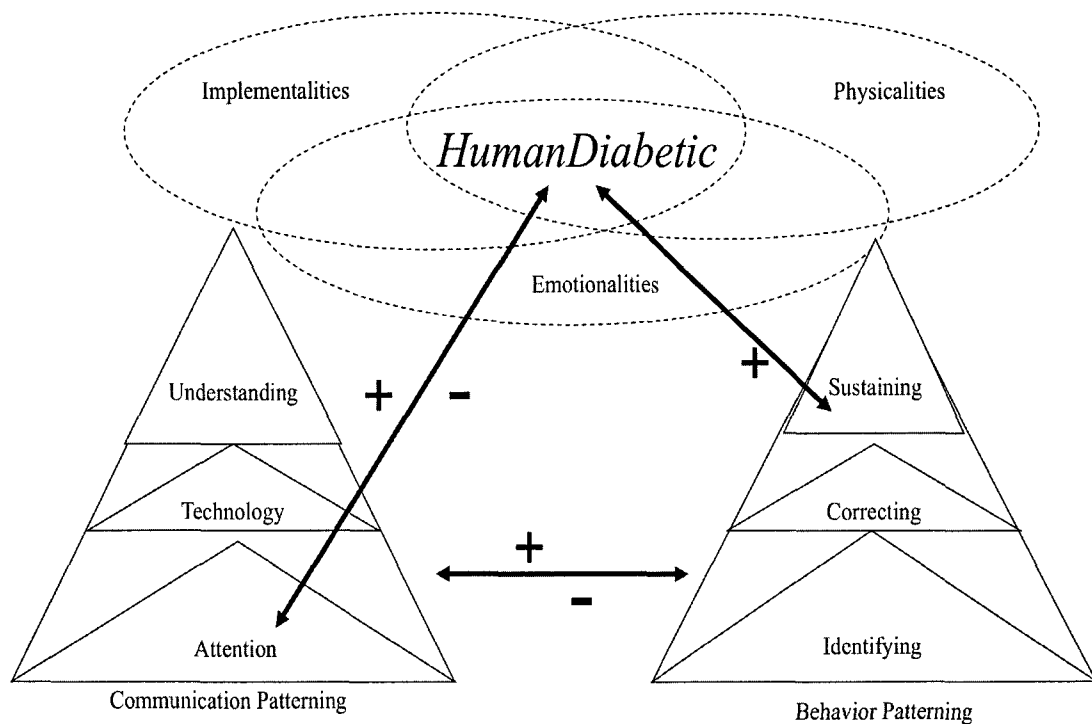 Implementalitics
Physicalities
HumanDiabetic
Emotionalities
+
Understanding
+ -
Sustaining
Technology
Correcting
+
-
Attention
Identifying
Communication Patterning
Behavior Patterning